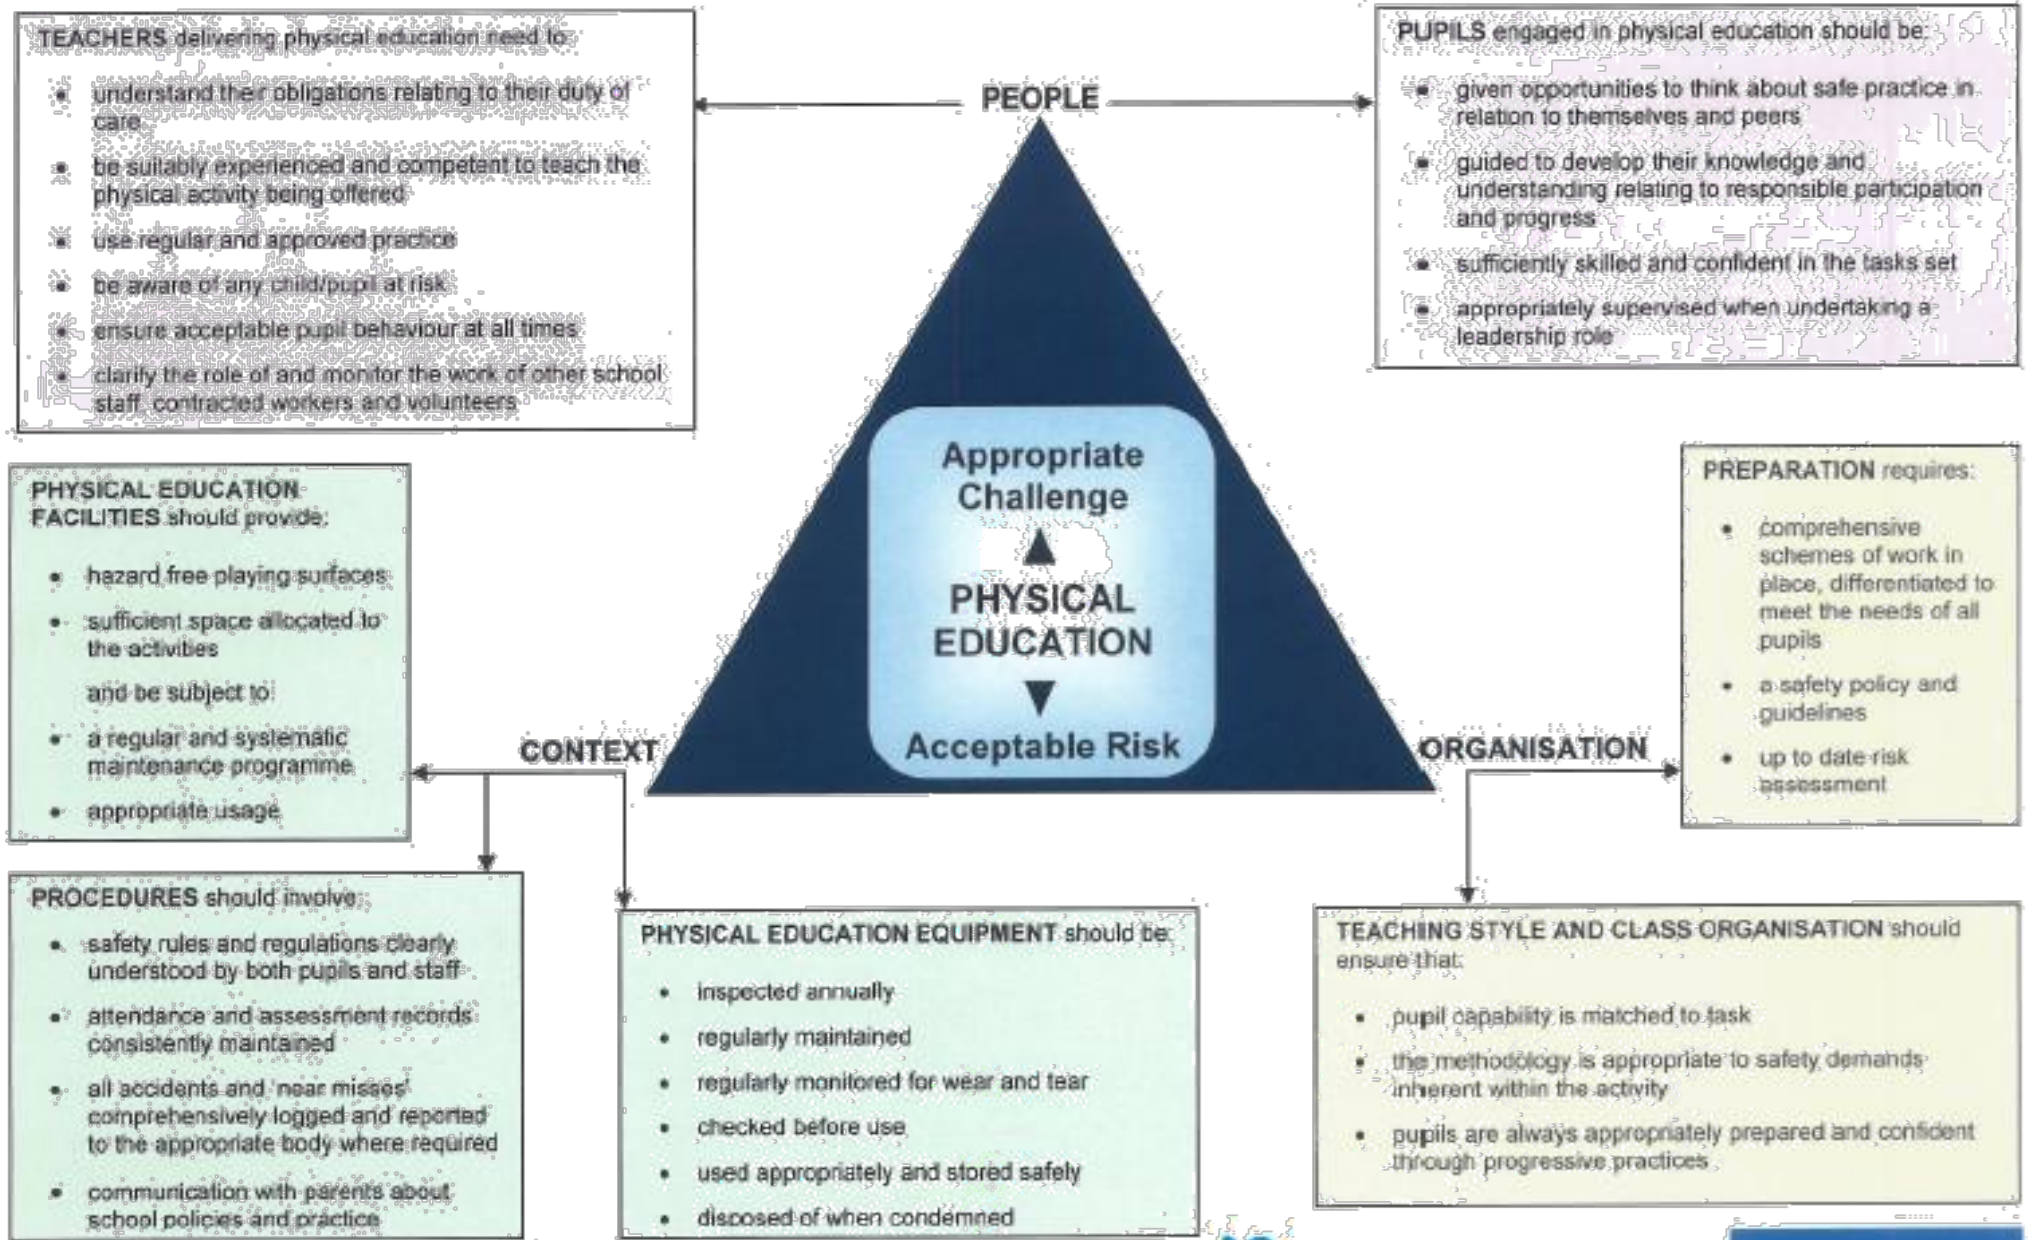 TEACHERS delivering physical education need to:
• understand their obligations relating to their duty of
care
• be suitably experienced and competent to teach the
physical activity being offered
• use regular and approved practice
• be aware of any child/pupil at risk
• ensure acceptable pupil behaviour at all times
• clarify the role of and monitor the work of other school
staff, contracted workers and volunteers
PEOPLE
PUPILS engaged in physical education should be:
• given opportunities to think about safe practice in
relation to themselves and peers
• guided to develop their knowledge and
understanding relating to responsible participation
and progress
• sufficiently skilled and confident in the tasks set
• appropriately supervised when undertaking a
leadership role
Appropriate
Challenge
PHYSICAL
EDUCATION
Acceptable Risk
CONTEXT
ORGANISATION
PHYSICAL EDUCATION
FACILITIES should provide:
• hazard free playing surfaces
• sufficient space allocated to
the activities
and be subject to:
• a regular and systematic
maintenance programme
• appropriate usage
PREPARATION requires:
• comprehensive
schemes of work in
place, differentiated to
meet the needs of all
pupils
• a safety policy and
guidelines
• up to date risk
assessment
PROCEDURES should involve:
• safety rules and regulations clearly
understood by both pupils and staff
• attendance and assessment records
consistently maintained
• all accidents and 'near misses'
comprehensively logged and reported
to the appropriate body where required
• communication with parents about
school policies and practice
PHYSICAL EDUCATION EQUIPMENT should be:
• inspected annually
• regularly maintained
• regularly monitored for wear and tear
• checked before use
• used appropriately and stored safely
• disposed of when condemned
TEACHING STYLE AND CLASS ORGANISATION should
ensure that:
• pupil capability is matched to task
• the methodology is appropriate to safety demands
inherent within the activity
• pupils are always appropriately prepared and confident
through progressive practices